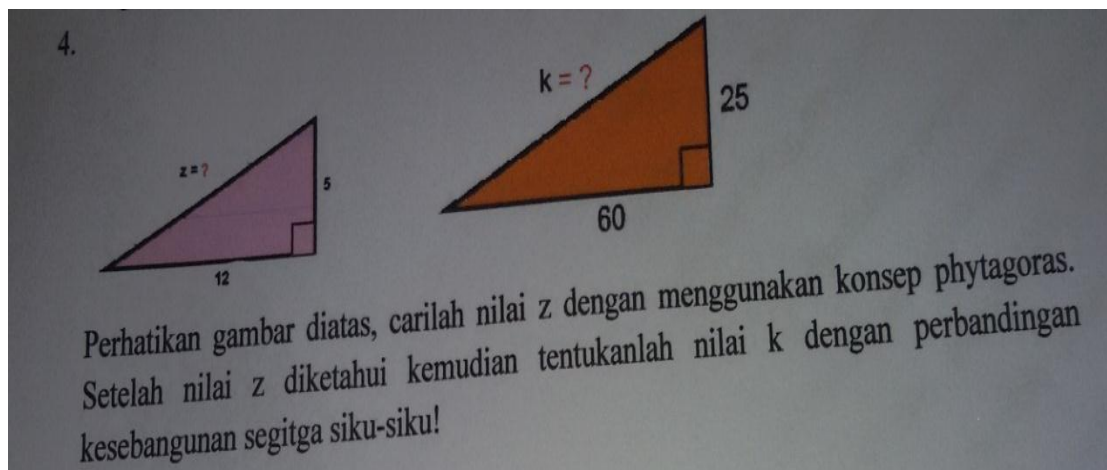 4.
k = ?
25
z = ?
5
60
12
Perhatikan gambar diatas, carilah nilai z dengan menggunakan konsep phytagoras.
Setelah nilai z diketahui kemudian tentukanlah nilai k dengan perbandingan
kesebangunan segitga siku-siku!